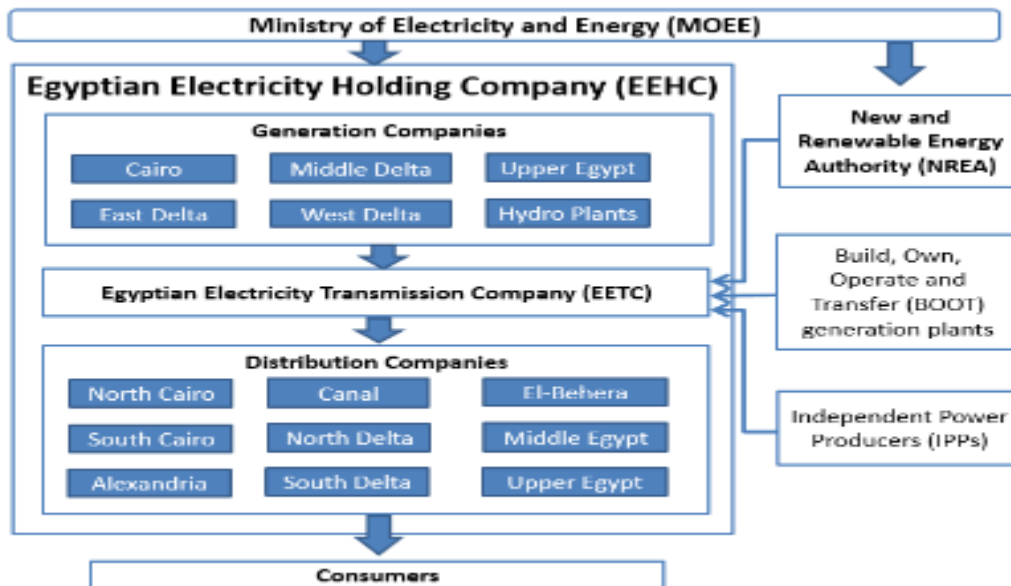 Ministry of Electricity and Energy (MOEE)
Egyptian Electricity Holding Company (EEHC)
Generation Companies
Cairo
Middle Delta
Upper Egypt
East Delta
West Delta
Hydro Plants
Egyptian Electricity Transmission Company (EETC)
Distribution Companies
North Cairo
Canal
El-Behera
South Cairo
North Delta
Middle Egypt
Alexandria
South Delta
Upper Egypt
Consumers
New and
Renewable Energy
Authority (NREA)
Build, Own,
Operate and
Transfer (BOOT)
generation plants
Independent Power
Producers (IPPs)